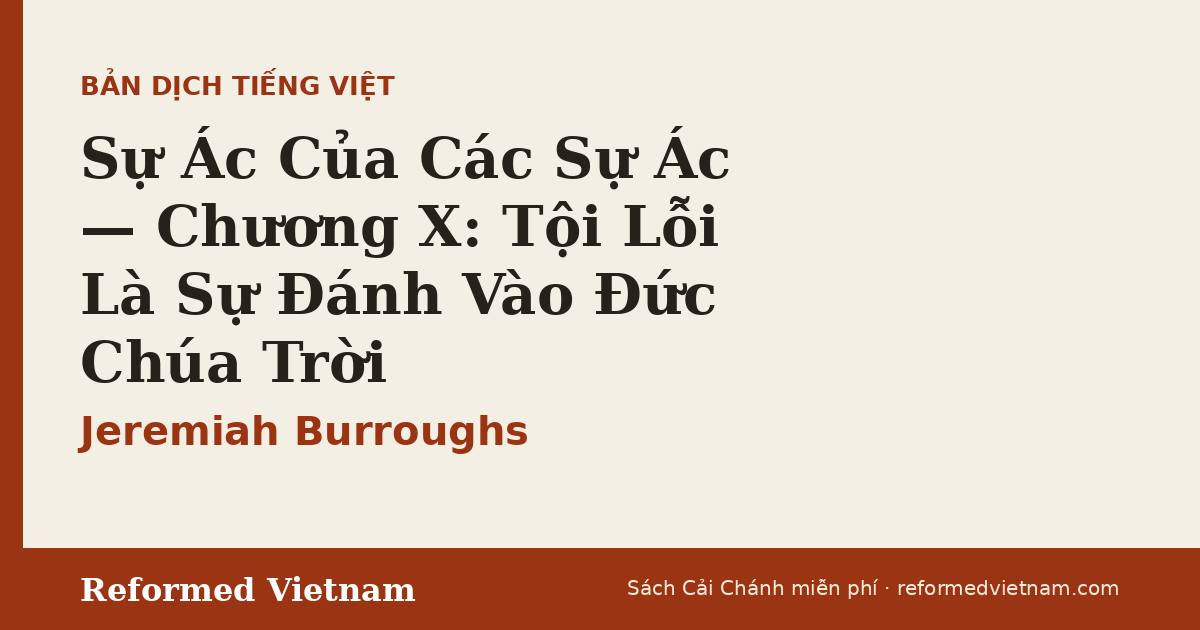 BẢN DỊCH TIẾNG VIỆT
Sự Ác Của Các Sự Ác
— Chương X: Tội Lỗi
Là Sự Đánh Vào Đức
Chúa Trời
Jeremiah Burroughs
Reformed Vietnam
Sách Cải Chánh miễn phí · reformedvietnam.com